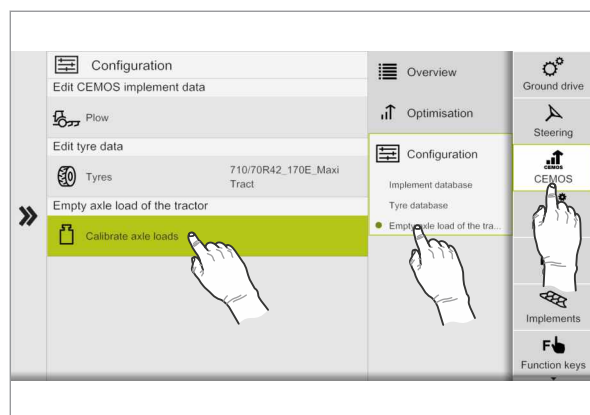 Configuration
Edit CEMOS implement data
Plow
Edit tyre data
Tyres
710/70R42_170E_Maxi
Tract
Empty axle load of the tractor
Calibrate axle loads
Overview
Optimisation
Configuration
Implement database
Tyre database
Empty axle load of the tra...
Ground drive
Steering
CEMOS
CEMOS
Implements
F
Function keys